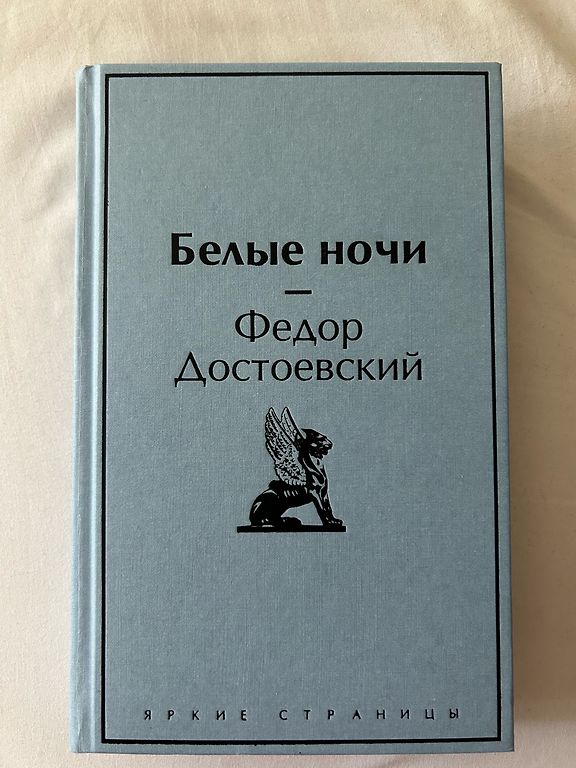 Белые ночи
—
Федор
Достоевский
ЯРКИЕ СТРАНИЦЫ